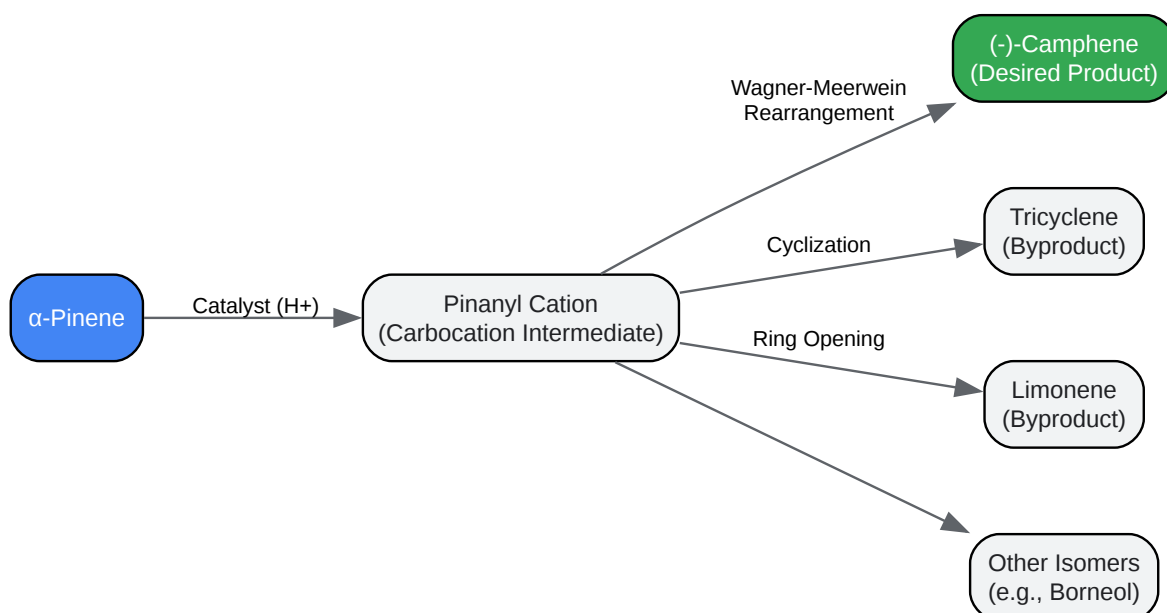 α-Pinene
Catalyst (H+)
Pinanyl Cation
(Carbocation Intermediate)
Wagner-Meerwein
Rearrangement
(-)-Camphene
(Desired Product)
Cyclization
Tricyclene
(Byproduct)
Ring Opening
Limonene
(Byproduct)
Other Isomers
(e.g., Borneol)